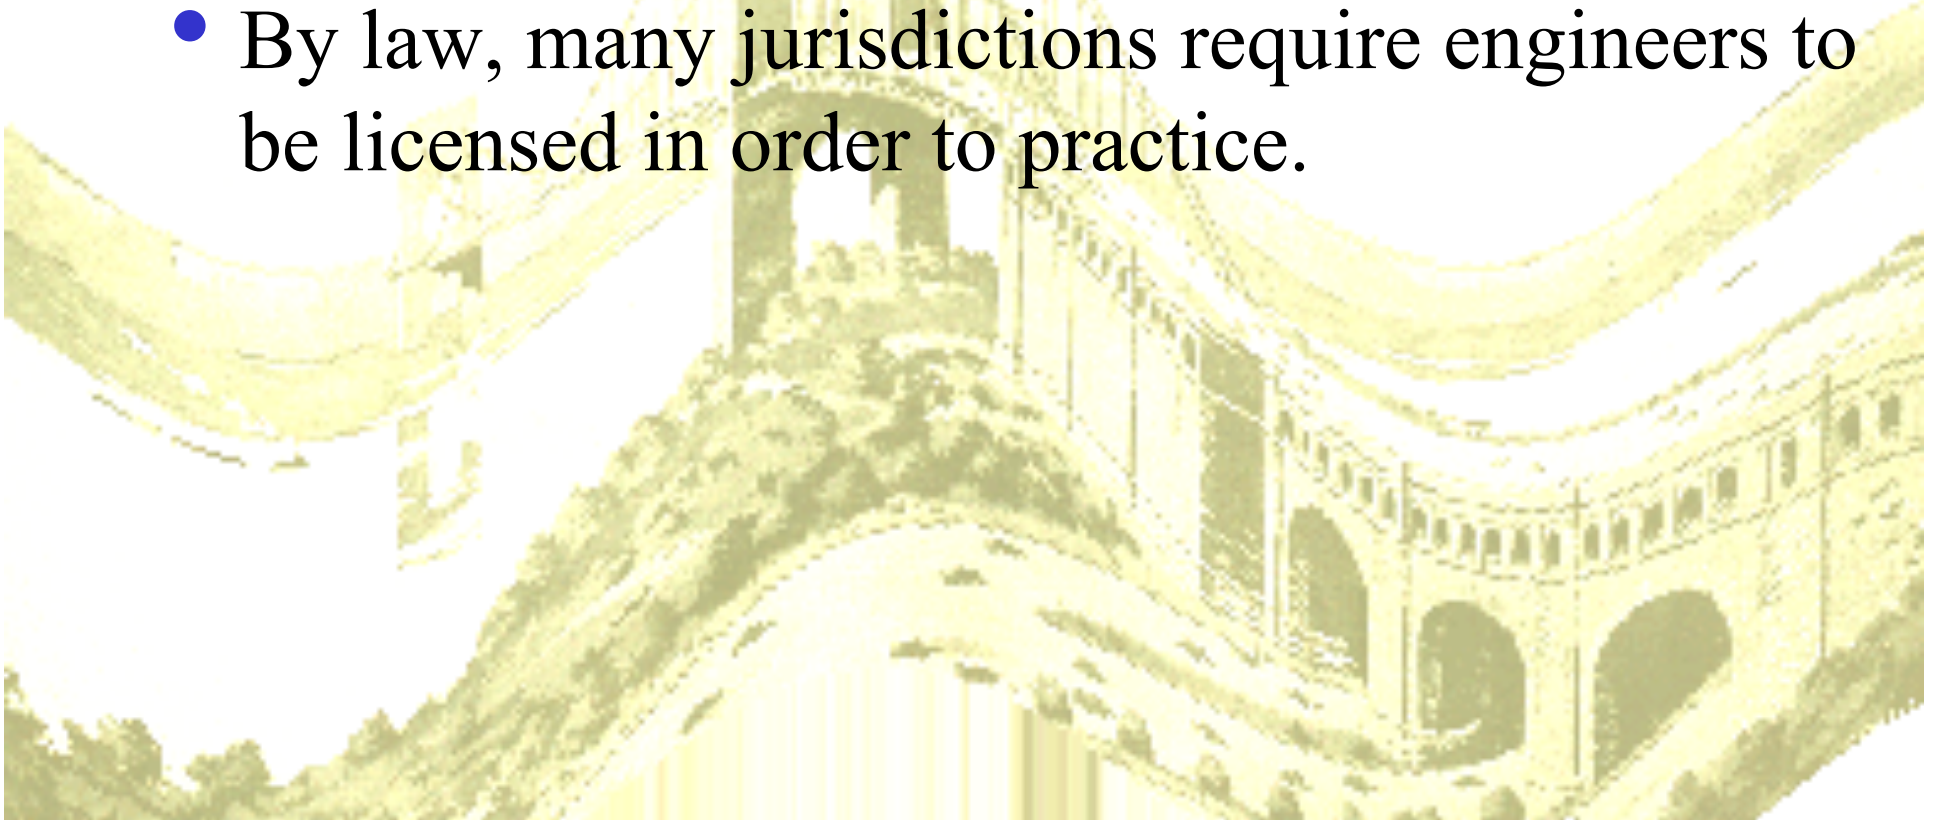 • By law, many jurisdictions require engineers to
be licensed in order to practice.